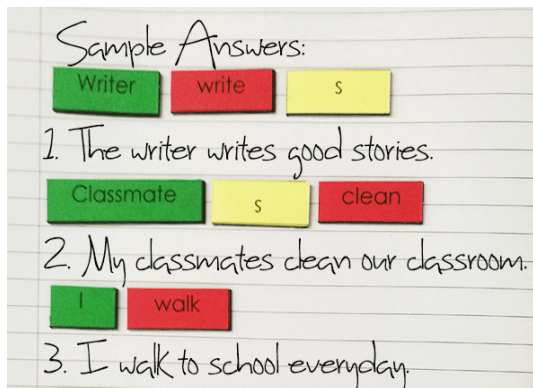 Sample Answers:
Writer write s
1. The writer writes good stories.
Classmate s clean
2. My classmates clean our classroom.
I walk
3. I walk to school everyday.